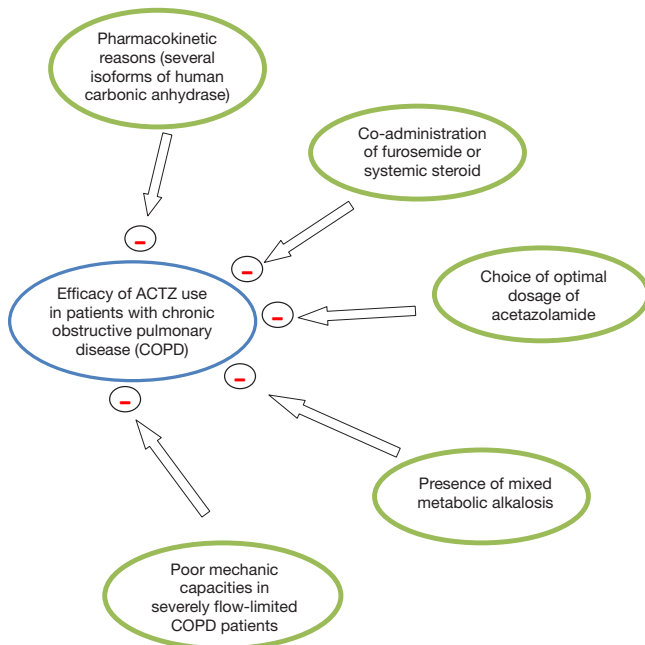 Pharmacokinetic
reasons (several
isoforms of human
carbonic anhydrase)
Co-administration
of furosemide or
systemic steroid
Efficacy of ACTZ use
in patients with chronic
obstructive pulmonary
disease (COPD)
Choice of optimal
dosage of
acetazolamide
Presence of mixed
metabolic alkalosis
Poor mechanic
capacities in
severely flow-limited
COPD patients
–
–
–
–
–